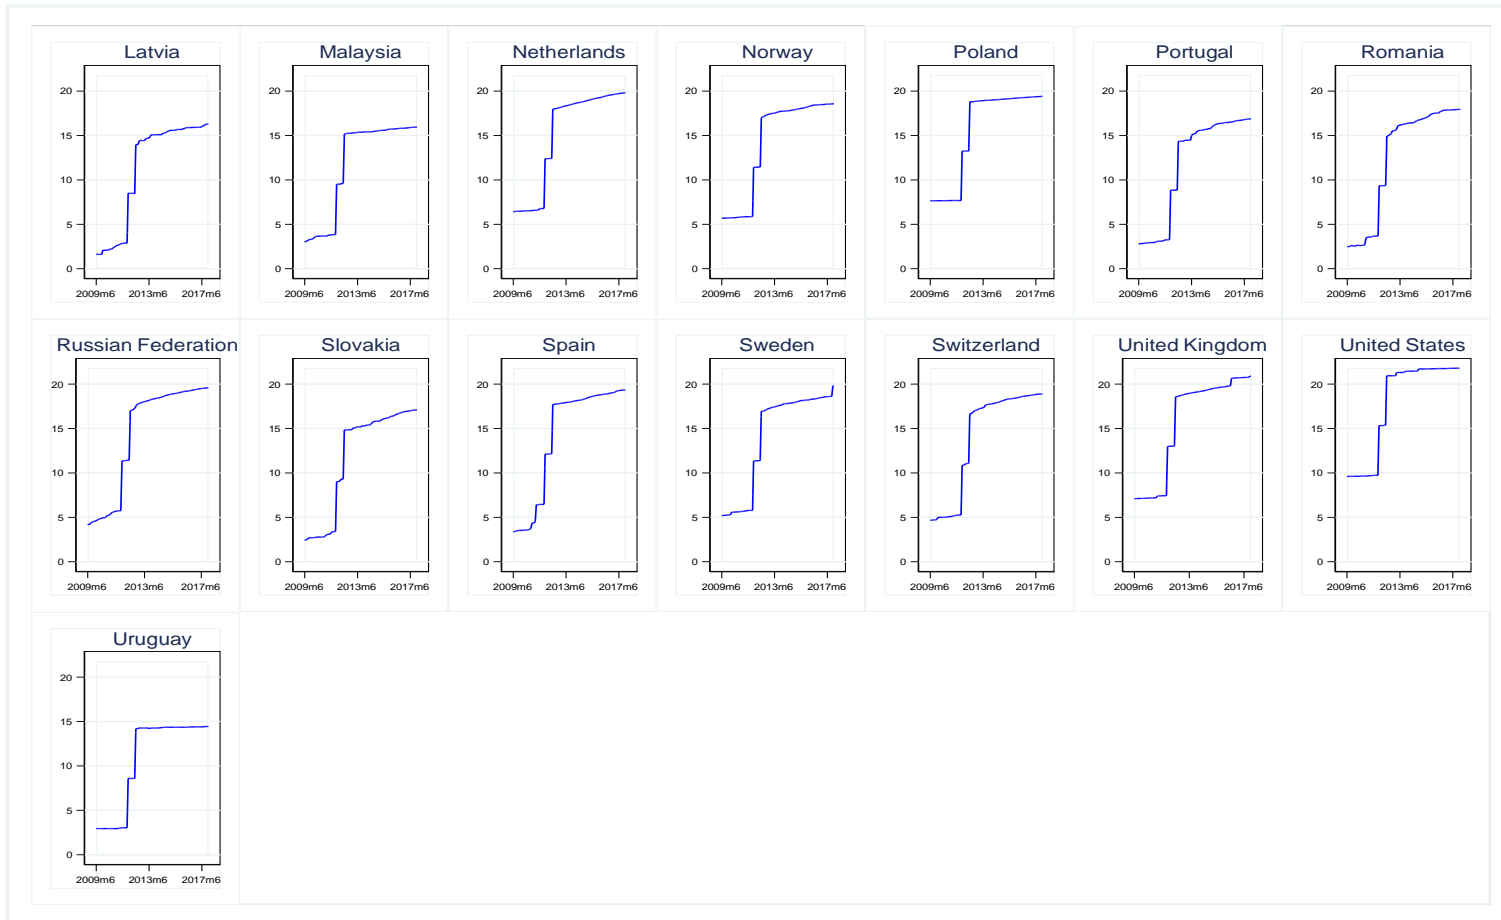 Latvia Malaysia Netherlands Norway Poland Portugal Romania
20 20 20 20 20 20 20
15 15 15 15 15 15 15
10 10 10 10 10 10 10
5 5 5 5 5 5 5
0 0 0 0 0 0 0
2009m6 2013m6 2017m6 2009m6 2013m6 2017m6 2009m6 2013m6 2017m6 2009m6 2013m6 2017m6 2009m6 2013m6 2017m6 2009m6 2013m6 2017m6 2009m6 2013m6 2017m6
Russian Federation Slovakia Spain Sweden Switzerland United Kingdom United States
20 20 20 20 20 20 20
15 15 15 15 15 15 15
10 10 10 10 10 10 10
5 5 5 5 5 5 5
0 0 0 0 0 0 0
2009m6 2013m6 2017m6 2009m6 2013m6 2017m6 2009m6 2013m6 2017m6 2009m6 2013m6 2017m6 2009m6 2013m6 2017m6 2009m6 2013m6 2017m6 2009m6 2013m6 2017m6
Uruguay
20
15
10
5
0
2009m6 2013m6 2017m6